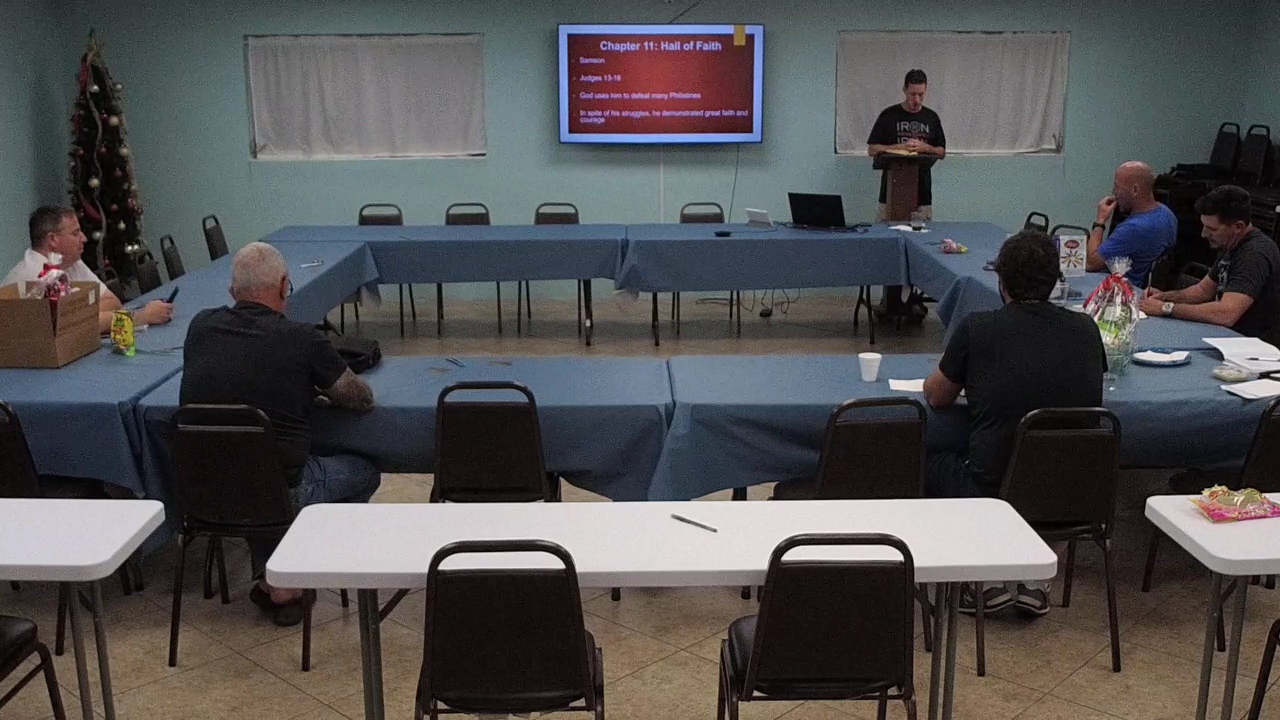 Chapter 11: Hall of Faith
Samson
Judges 13-16
God uses him to defeat many Philistines
In spite of his struggles, he demonstrated great faith and
courage
IRON
IRON